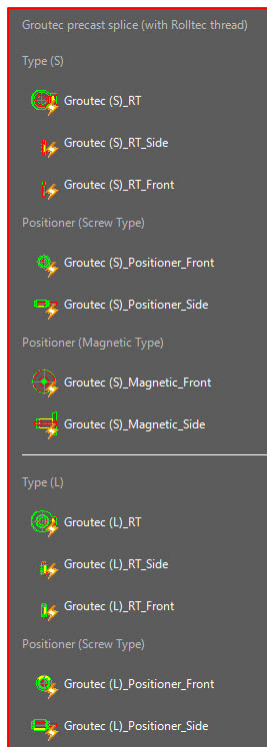 Groutec precast splice (with Rolltec thread)
Type (S)
Groutec (S)_RT
Groutec (S)_RT_Side
Groutec (S)_RT_Front
Positioner (Screw Type)
Groutec (S)_Positioner_Front
Groutec (S)_Positioner_Side
Positioner (Magnetic Type)
Groutec (S)_Magnetic_Front
Groutec (S)_Magnetic_Side
Type (L)
Groutec (L)_RT
Groutec (L)_RT_Side
Groutec (L)_RT_Front
Positioner (Screw Type)
Groutec (L)_Positioner_Front
Groutec (L)_Positioner_Side